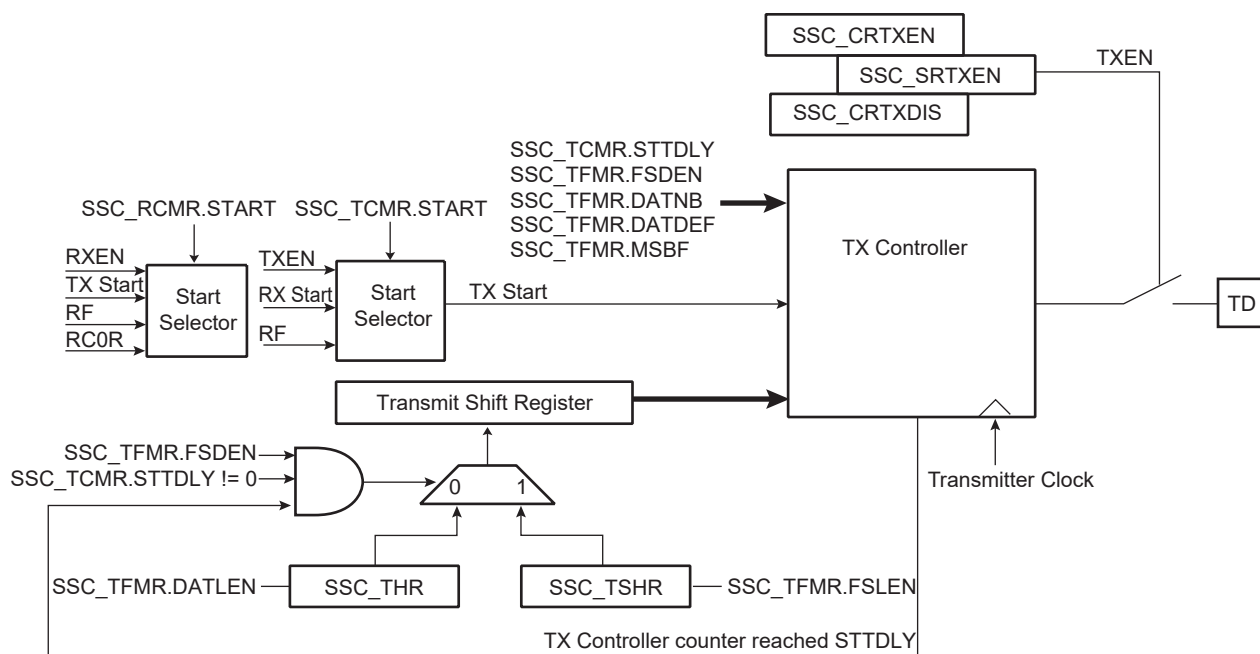 SSC_CRTXEN
SSC_SRTXEN
TXEN
SSC_CRTXDIS
SSC_TCMR.STTDLY
SSC_TFMR.FSDEN
SSC_TFMR.DATNB
SSC_TFMR.DATDEF
SSC_TFMR.MSBF
SSC_RCMR.START
SSC_TCMR.START
RXEN
TX Start
RF
RC0R
Start
Selector
TXEN
RX Start
RF
Start
Selector
TX Start
TX Controller
TD
Transmit Shift Register
SSC_TFMR.FSDEN
SSC_TCMR.STTDLY != 0
0 1
Transmitter Clock
SSC_TFMR.DATLEN
SSC_THR
SSC_TSHR
SSC_TFMR.FSLEN
TX Controller counter reached STTDLY